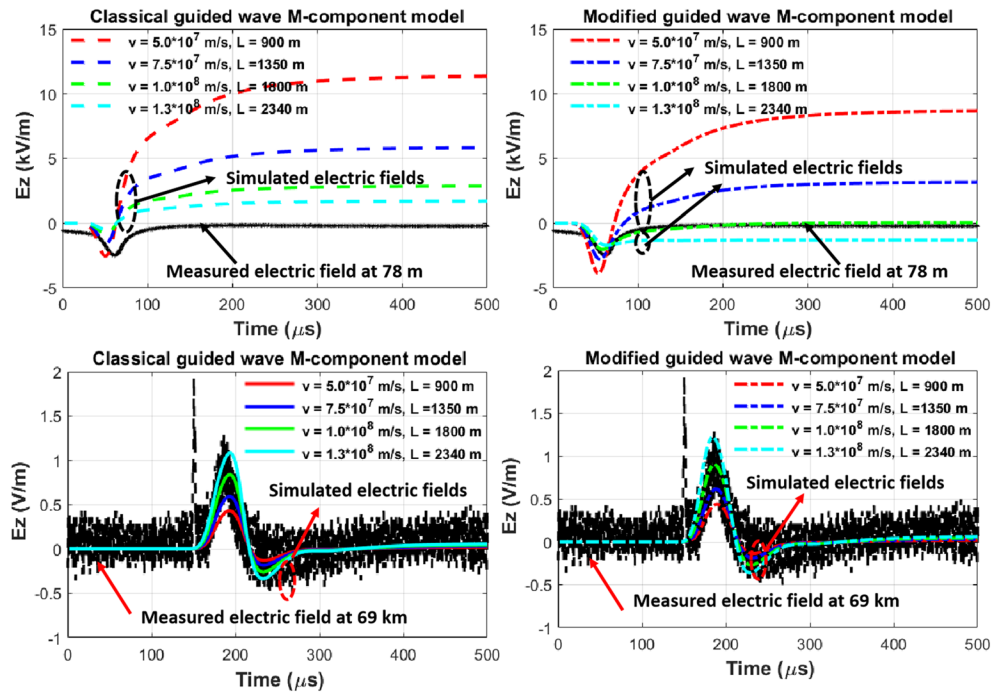 Classical guided wave M-component model
v = 5.0*10⁷ m/s, L = 900 m
v = 7.5*10⁷ m/s, L =1350 m
v = 1.0*10⁸ m/s, L = 1800 m
v = 1.3*10⁸ m/s, L = 2340 m
Simulated electric fields
Measured electric field at 78 m
Ez (kV/m)
15
10
5
0
-5
0 100 200 300 400 500
Time (μs)
Modified guided wave M-component model
v = 5.0*10⁷ m/s, L = 900 m
v = 7.5*10⁷ m/s, L =1350 m
v = 1.0*10⁸ m/s, L = 1800 m
v = 1.3*10⁸ m/s, L = 2340 m
Simulated electric fields
Measured electric field at 78 m
Ez (kV/m)
15
10
5
0
-5
0 100 200 300 400 500
Time (μs)
Classical guided wave M-component model
v = 5.0*10⁷ m/s, L = 900 m
v = 7.5*10⁷ m/s, L =1350 m
v = 1.0*10⁸ m/s, L = 1800 m
v = 1.3*10⁸ m/s, L = 2340 m
Simulated electric fields
Measured electric field at 69 km
Ez (V/m)
2
1.5
1
0.5
0
-0.5
-1
0 100 200 300 400 500
Time (μs)
Modified guided wave M-component model
v = 5.0*10⁷ m/s, L = 900 m
v = 7.5*10⁷ m/s, L =1350 m
v = 1.0*10⁸ m/s, L = 1800 m
v = 1.3*10⁸ m/s, L = 2340 m
Simulated electric fields
Measured electric field at 69 km
Ez (V/m)
2
1.5
1
0.5
0
-0.5
-1
0 100 200 300 400 500
Time (μs)